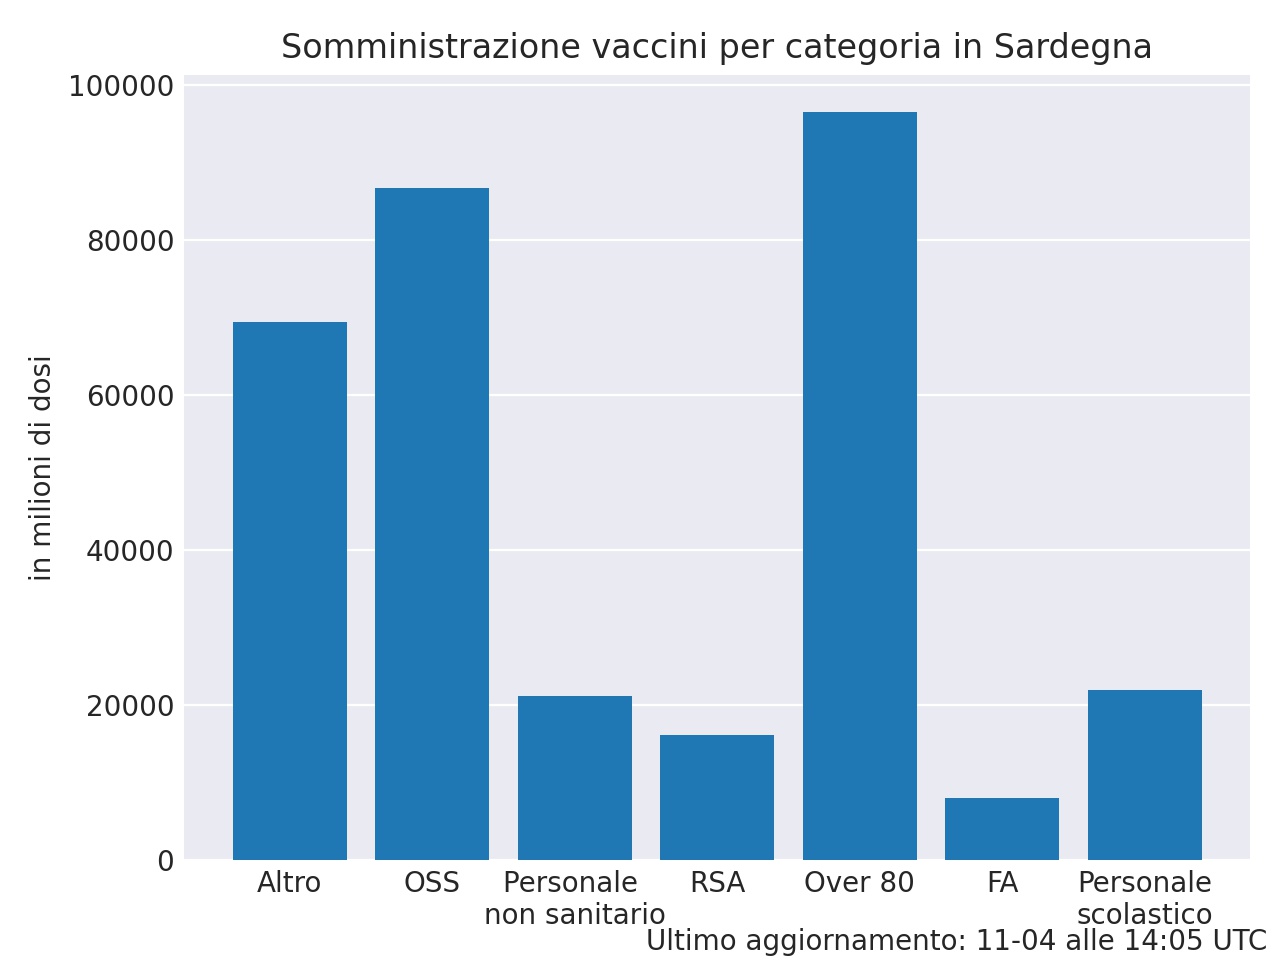 Somministrazione vaccini per categoria in Sardegna
in milioni di dosi
100000
80000
60000
40000
20000
0
Altro
OSS
Personale
non sanitario
RSA
Over 80
FA
Personale
scolastico
Ultimo aggiornamento: 11-04 alle 14:05 UTC